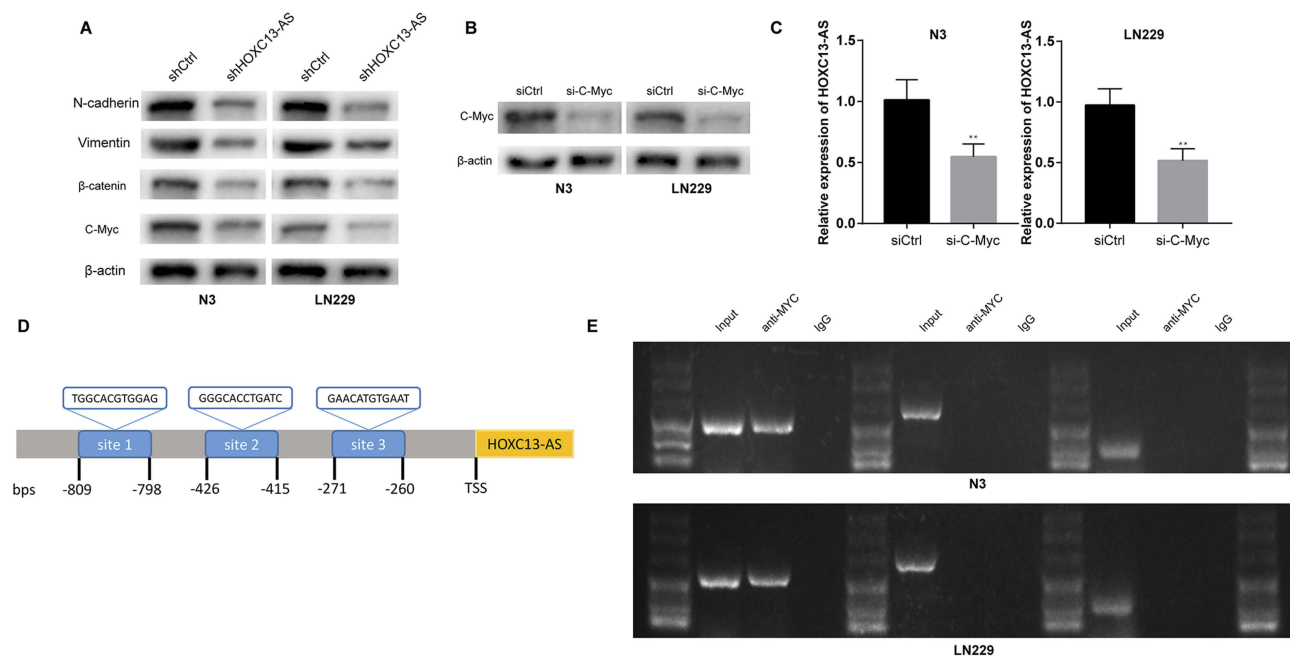 A
shCtrl
shHOXC13-AS
shCtrl
shHOXC13-AS
N-cadherin
Vimentin
β-catenin
C-Myc
β-actin
N3 LN229
B
siCtrl si-C-Myc siCtrl si-C-Myc
C-Myc
β-actin
N3 LN229
C
N3
Relative expression of HOXC13-AS
1.5
1.0
0.5
0.0
**
siCtrl si-C-Myc
LN229
Relative expression of HOXC13-AS
1.5
1.0
0.5
0.0
**
siCtrl si-C-Myc
D
TGGCACGTGGAG GGGCACCTGATC GAACATGTGAAT
site 1 site 2 site 3 HOXC13-AS
bps -809 -798 -426 -415 -271 -260 TSS
E
Input anti-MYC IgG Input anti-MYC IgG Input anti-MYC IgG
N3
LN229